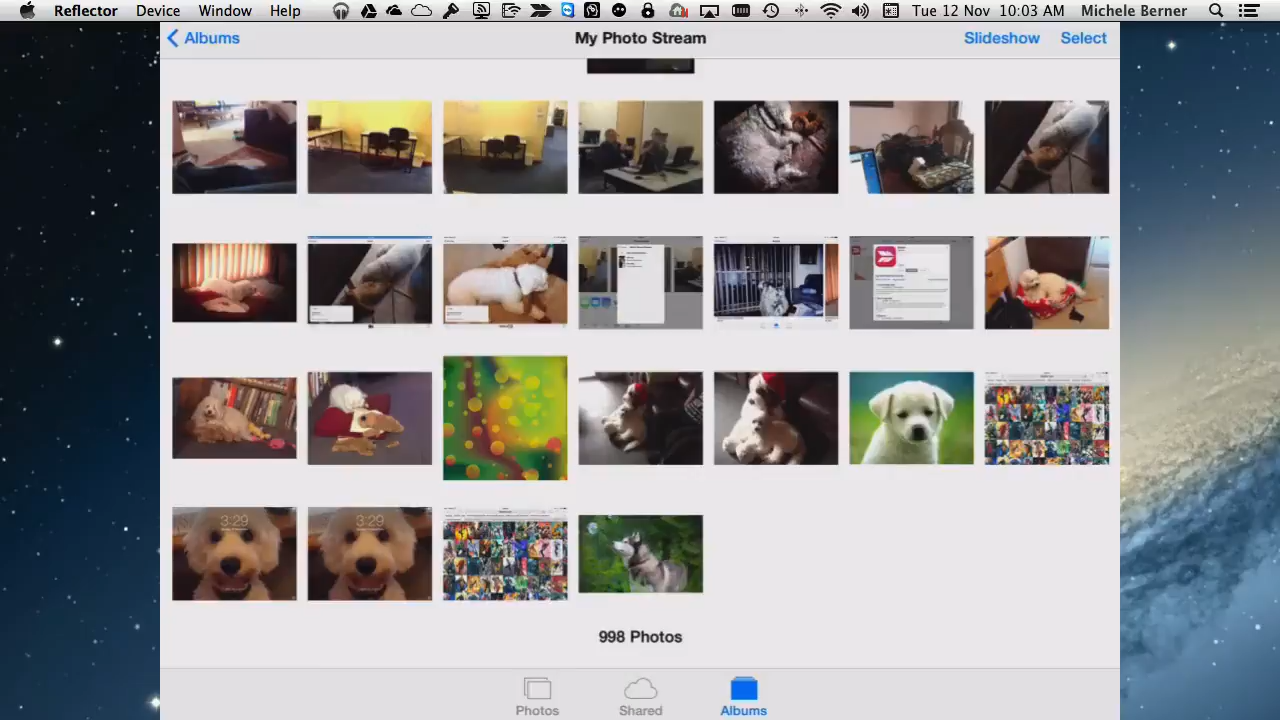 Reflector Device Window Help Tue 12 Nov 10:03 AM Michele Berner
Albums My Photo Stream Slideshow Select
3:29 3:29
998 Photos
Photos Shared Albums